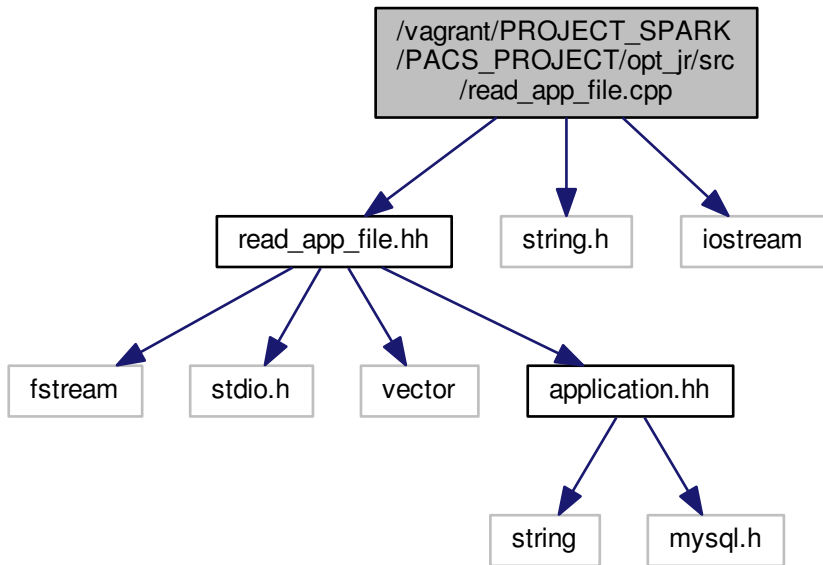 /vagrant/PROJECT_SPARK
/PACS_PROJECT/opt_jr/src
/read_app_file.cpp
read_app_file.hh
string.h
iostream
fstream
stdio.h
vector
application.hh
string
mysql.h